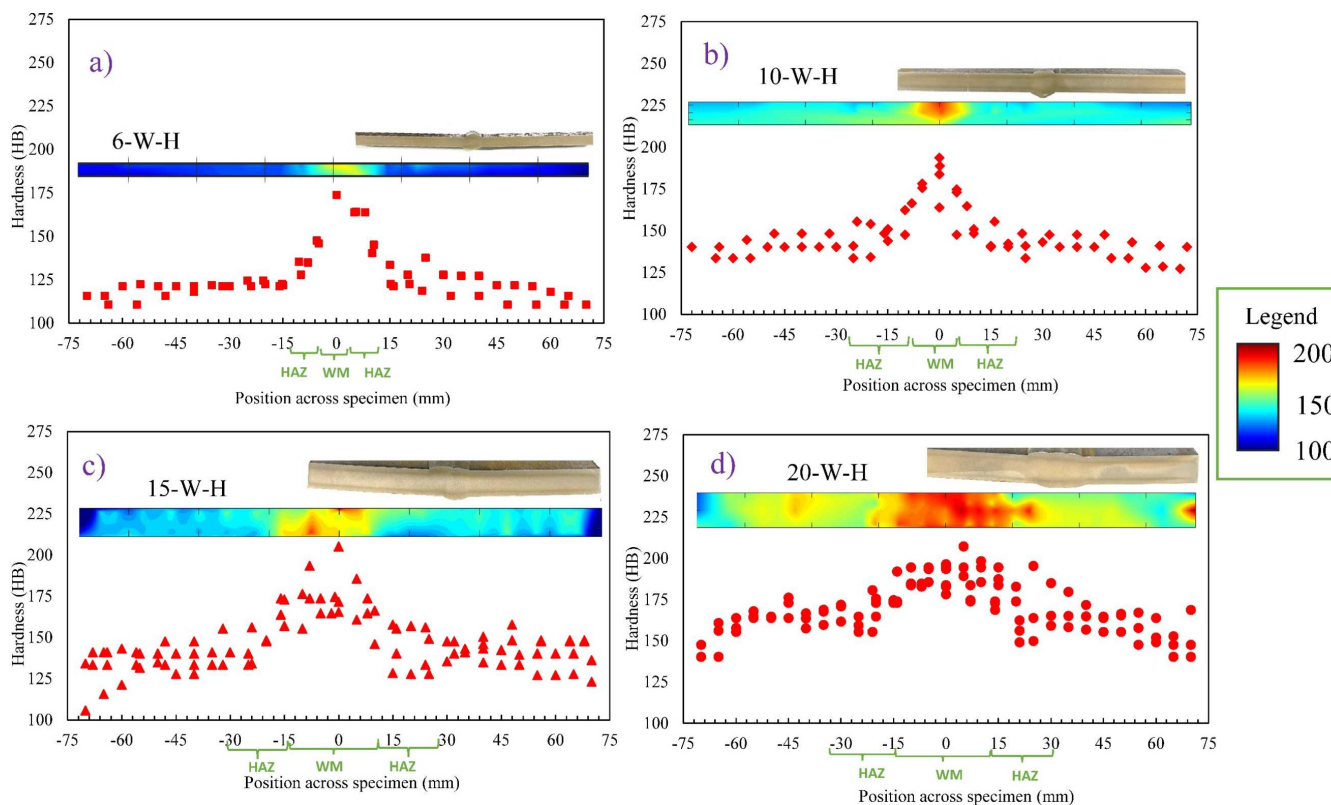 a)
6-W-H
Hardness (HB)
275
250
225
200
175
150
125
100
-75 -60 -45 -30 -15 0 15 30 45 60 75
HAZ WM HAZ
Position across specimen (mm)
b)
10-W-H
Hardness (HB)
275
250
225
200
175
150
125
100
-75 -60 -45 -30 -15 0 15 30 45 60 75
HAZ WM HAZ
Position across specimen (mm)
Legend
200
150
100
c)
15-W-H
Hardness (HB)
275
250
225
200
175
150
125
100
-75 -60 -45 -30 -15 0 15 30 45 60 75
HAZ WM HAZ
Position across specimen (mm)
d)
20-W-H
Hardness (HB)
275
250
225
200
175
150
125
100
-75 -60 -45 -30 -15 0 15 30 45 60 75
HAZ WM HAZ
Position across specimen (mm)